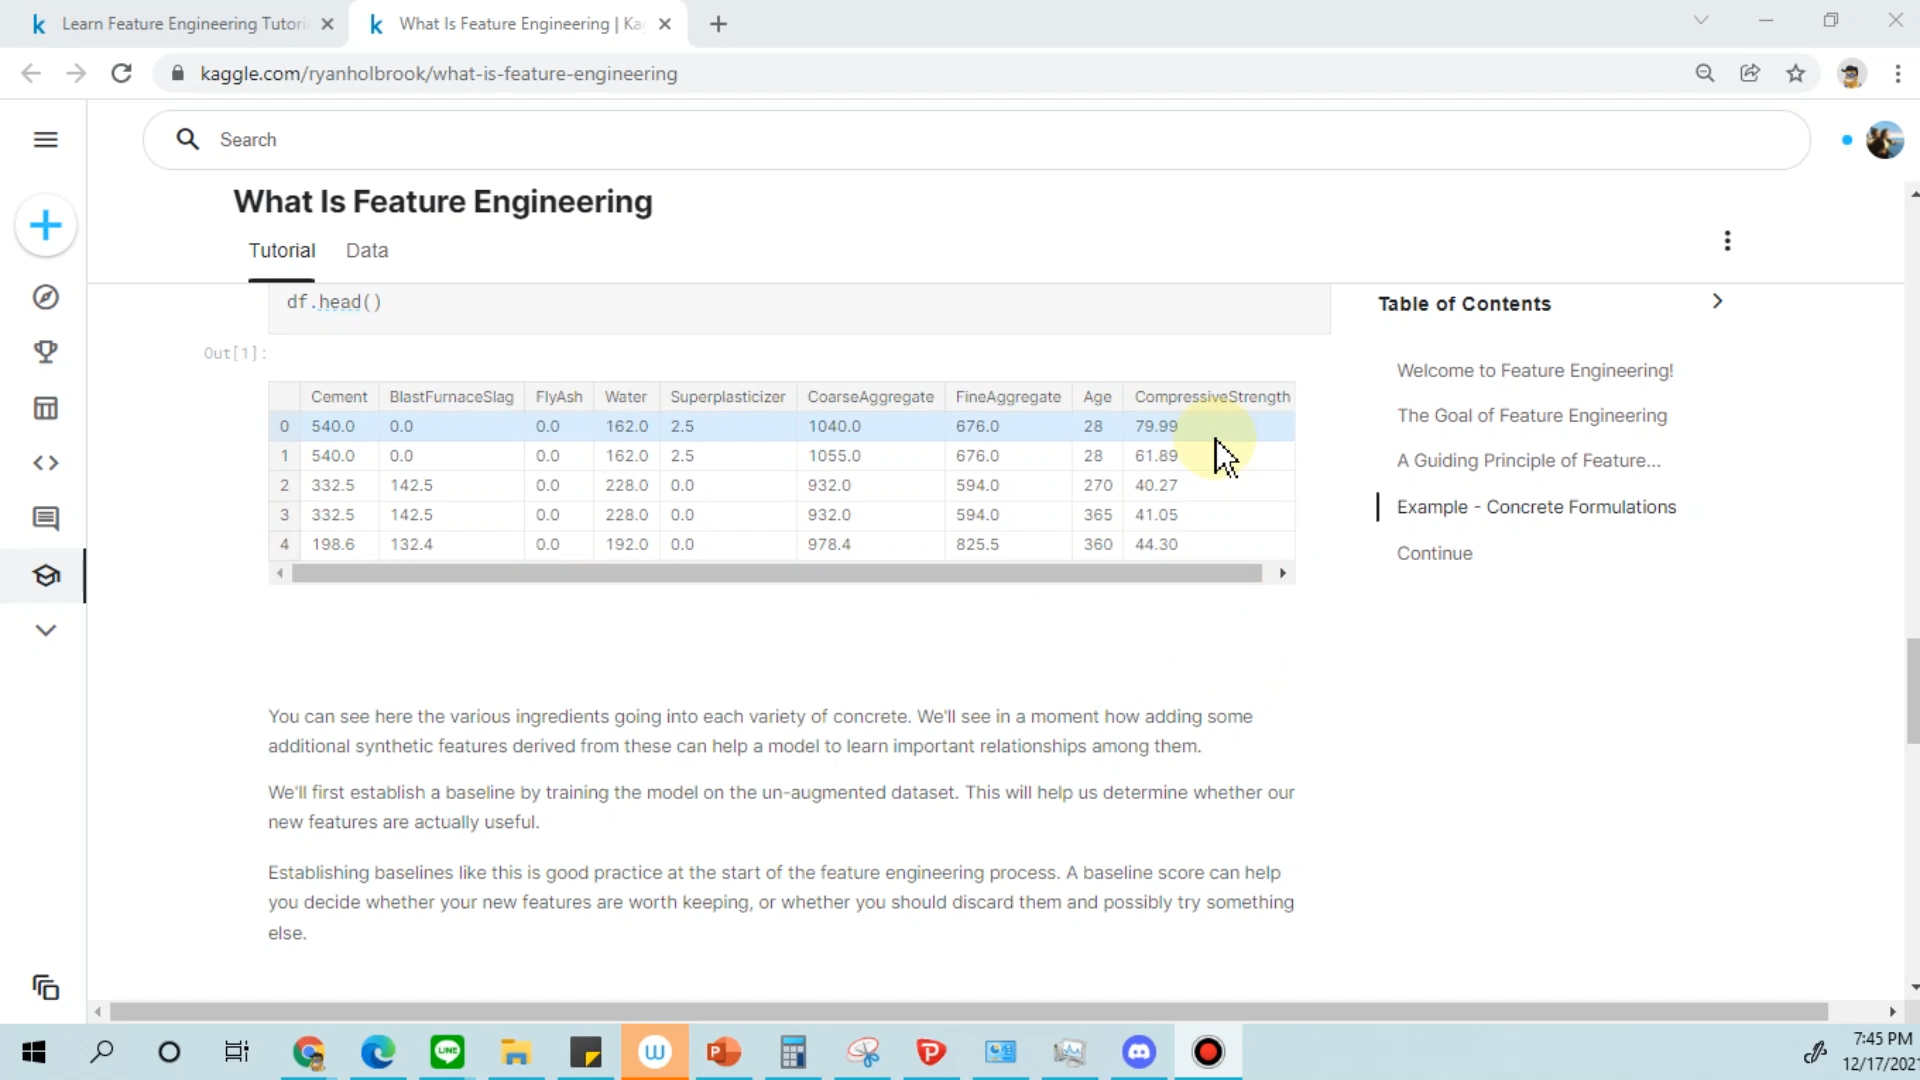 Learn Feature Engineering Tutori
What Is Feature Engineering | Ka
kaggle.com/ryanholbrook/what-is-feature-engineering
Search
What Is Feature Engineering
Tutorial Data
df.head()
Out[1]:
Cement BlastFurnaceSlag FlyAsh Water Superplasticizer CoarseAggregate FineAggregate Age CompressiveStrength
0 540.0 0.0 0.0 162.0 2.5 1040.0 676.0 28 79.99
1 540.0 0.0 0.0 162.0 2.5 1055.0 676.0 28 61.89
2 332.5 142.5 0.0 228.0 0.0 932.0 594.0 270 40.27
3 332.5 142.5 0.0 228.0 0.0 932.0 594.0 365 41.05
4 198.6 132.4 0.0 192.0 0.0 978.4 825.5 360 44.30
You can see here the various ingredients going into each variety of concrete. We'll see in a moment how adding some
additional synthetic features derived from these can help a model to learn important relationships among them.
We'll first establish a baseline by training the model on the un-augmented dataset. This will help us determine whether our
new features are actually useful.
Establishing baselines like this is good practice at the start of the feature engineering process. A baseline score can help
you decide whether your new features are worth keeping, or whether you should discard them and possibly try something
else.
Table of Contents
Welcome to Feature Engineering!
The Goal of Feature Engineering
A Guiding Principle of Feature...
Example - Concrete Formulations
Continue
LINE
7:45 PM
12/17/202